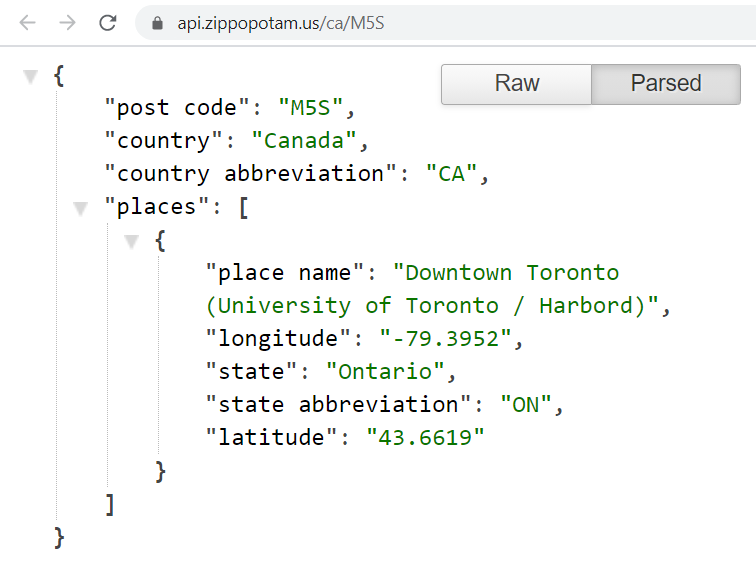 api.zippopotam.us/ca/M5S
Raw Parsed
{
"post code": "M5S",
"country": "Canada",
"country abbreviation": "CA",
"places": [
{
"place name": "Downtown Toronto
(University of Toronto / Harbord)",
"longitude": "-79.3952",
"state": "Ontario",
"state abbreviation": "ON",
"latitude": "43.6619"
}
]
}